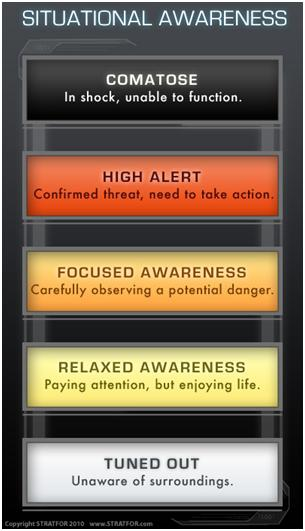 SITUATIONAL AWARENESS
COMATOSE
In shock, unable to function.
HIGH ALERT
Confirmed threat, need to take action.
FOCUSED AWARENESS
Carefully observing a potential danger.
RELAXED AWARENESS
Paying attention, but enjoying life.
TUNED OUT
Unaware of surroundings.
Copyright STRATFOR 2010 www.STRATFOR.com